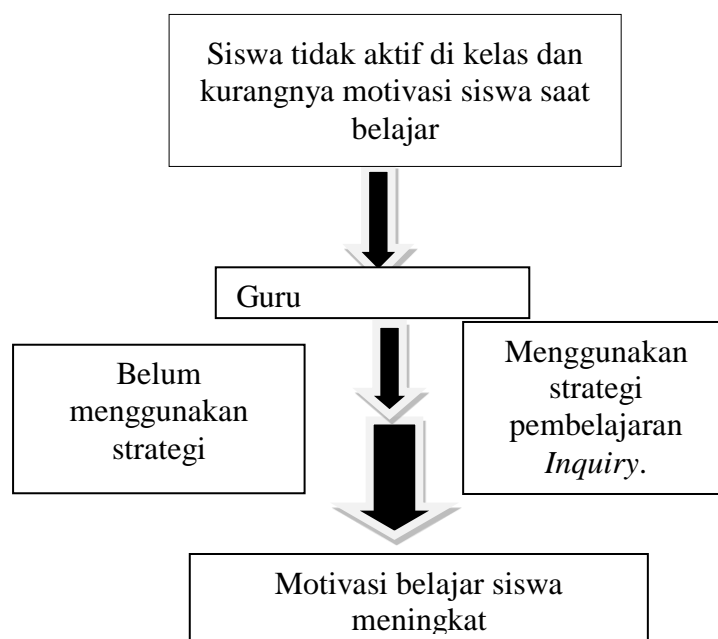 Siswa tidak aktif di kelas dan
kurangnya motivasi siswa saat
belajar
Guru
Belum
menggunakan
strategi
Menggunakan
strategi
pembelajaran
Inquiry.
Motivasi belajar siswa
meningkat